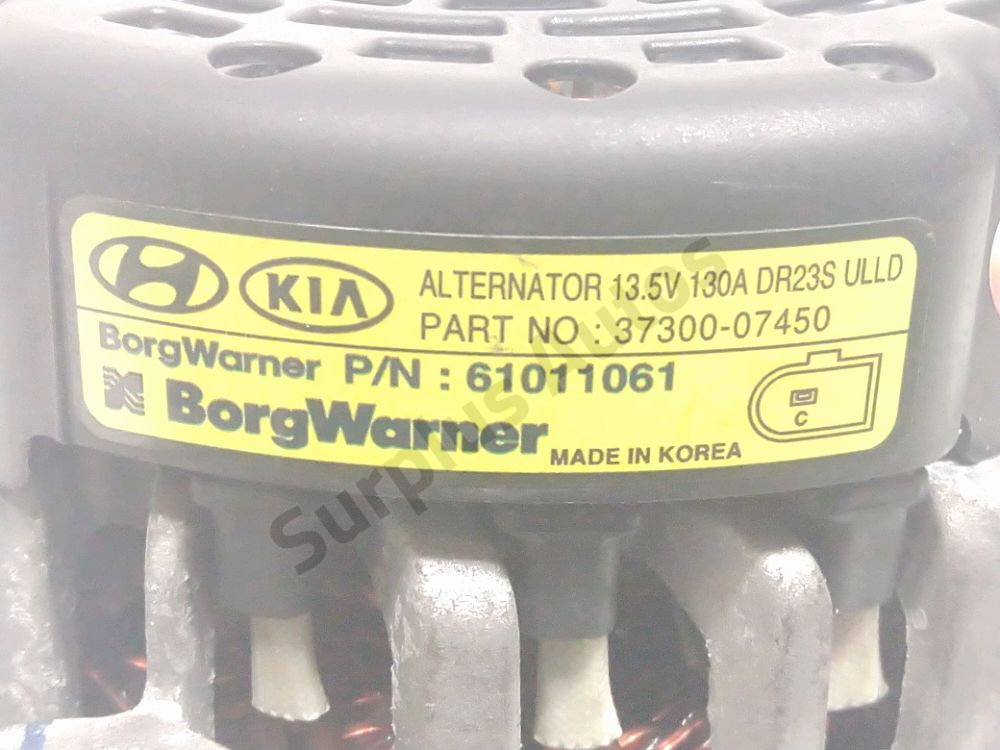 KIA
ALTERNATOR 13.5V 130A DR23S ULLD
PART NO : 37300-07450
BorgWarner P/N : 61011061
BorgWarner
MADE IN KOREA
C
Surplus Autos